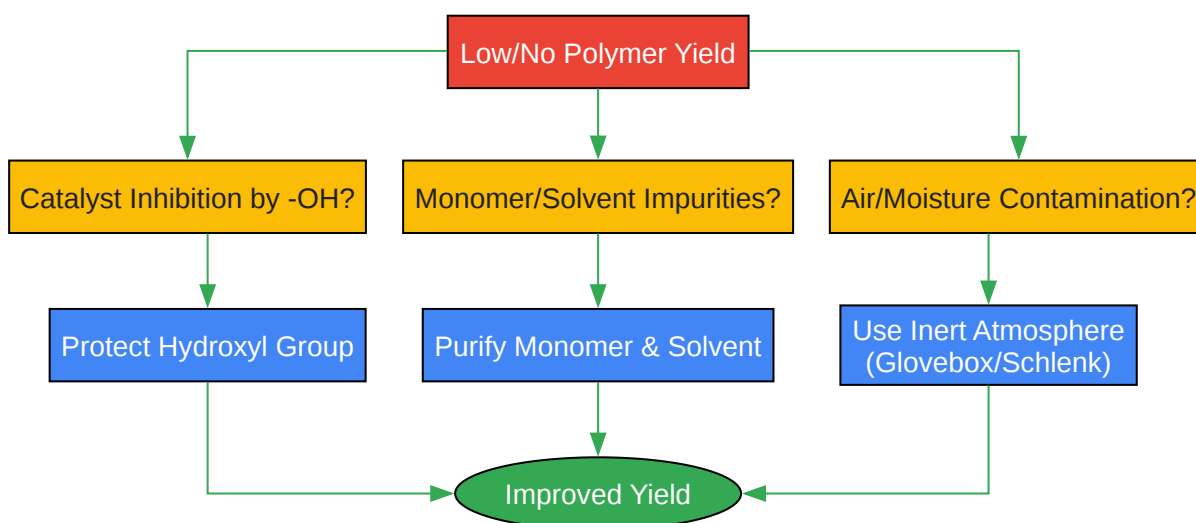 Low/No Polymer Yield
Catalyst Inhibition by -OH?
Monomer/Solvent Impurities?
Air/Moisture Contamination?
Protect Hydroxyl Group
Purify Monomer & Solvent
Use Inert Atmosphere
(Glovebox/Schlenk)
Improved Yield